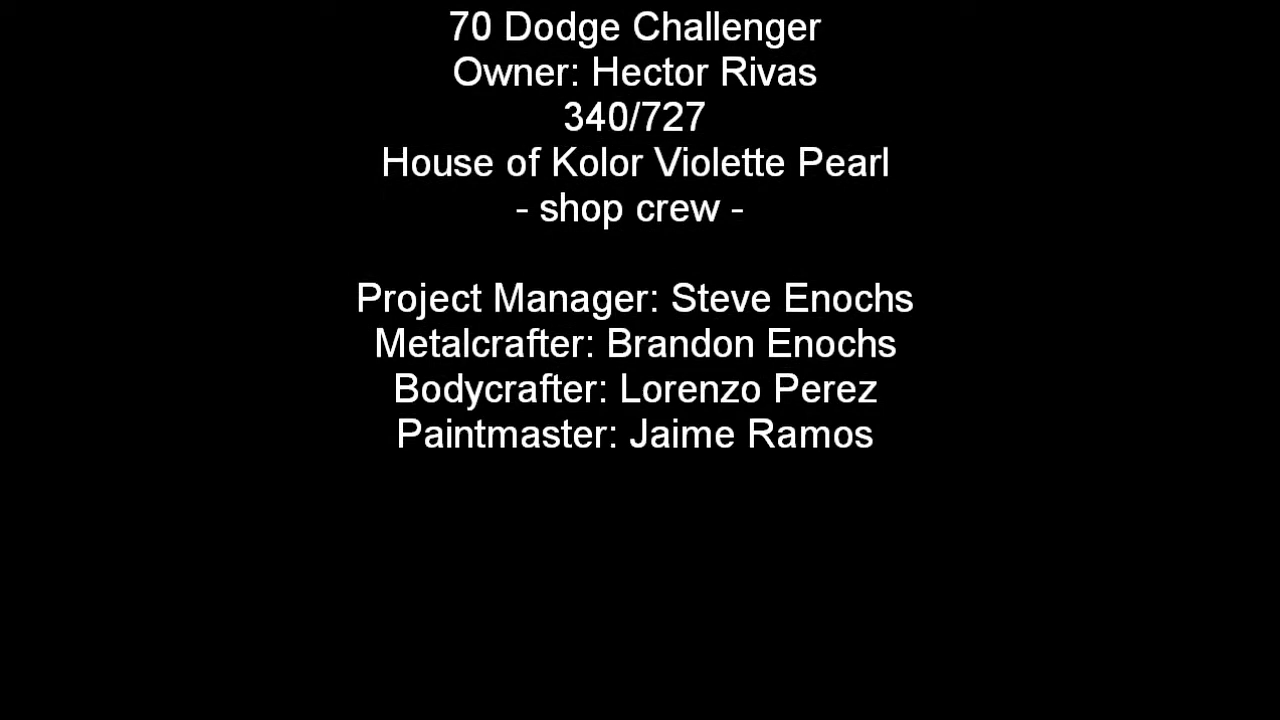 70 Dodge Challenger
Owner: Hector Rivas
340/727
House of Kolor Violette Pearl
- shop crew -
Project Manager: Steve Enochs
Metalcrafter: Brandon Enochs
Bodycrafter: Lorenzo Perez
Paintmaster: Jaime Ramos